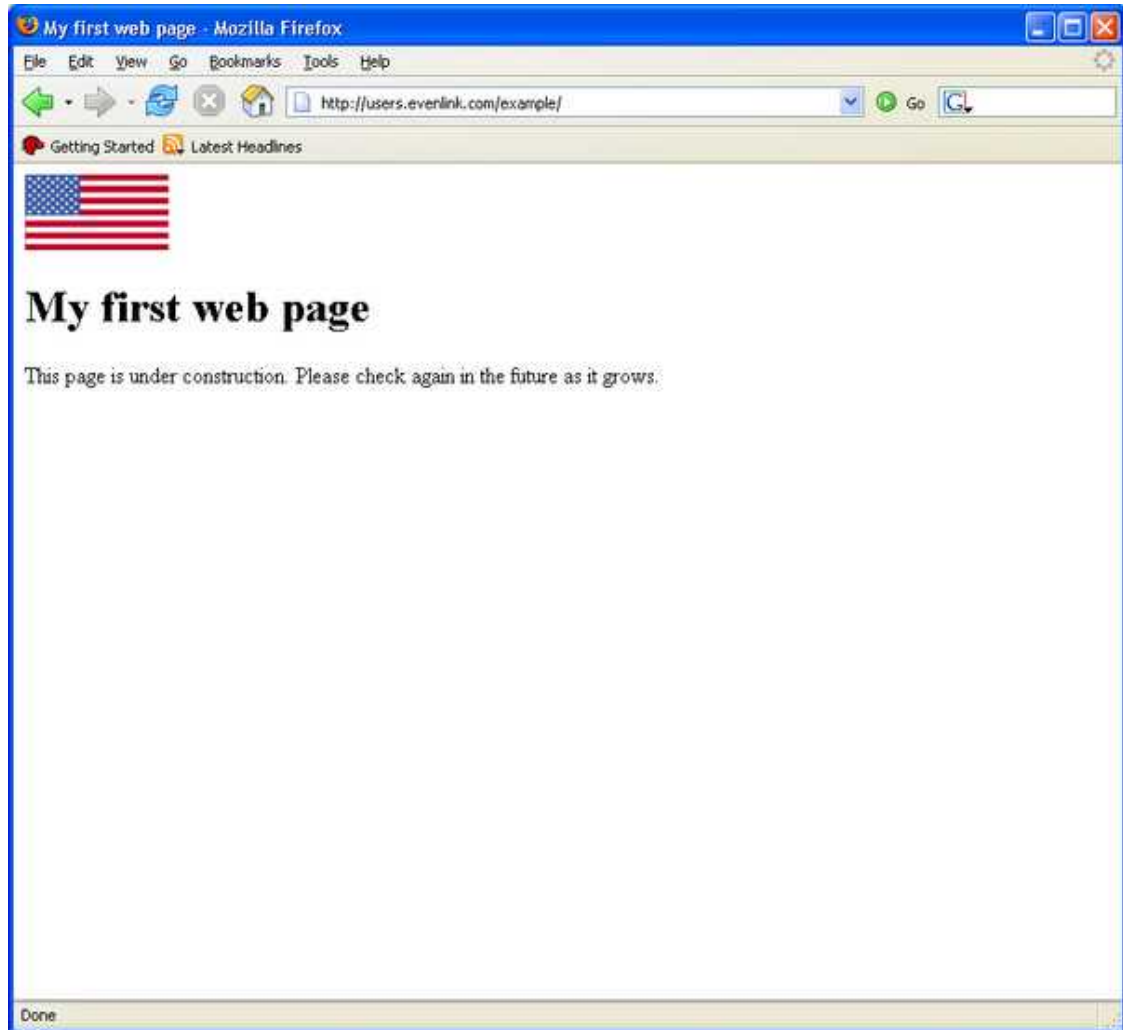 My first web page - Mozilla Firefox
File Edit View Go Bookmarks Tools Help
http://users.evenlink.com/example/ Go G
Getting Started Latest Headlines
My first web page
This page is under construction. Please check again in the future as it grows.
Done